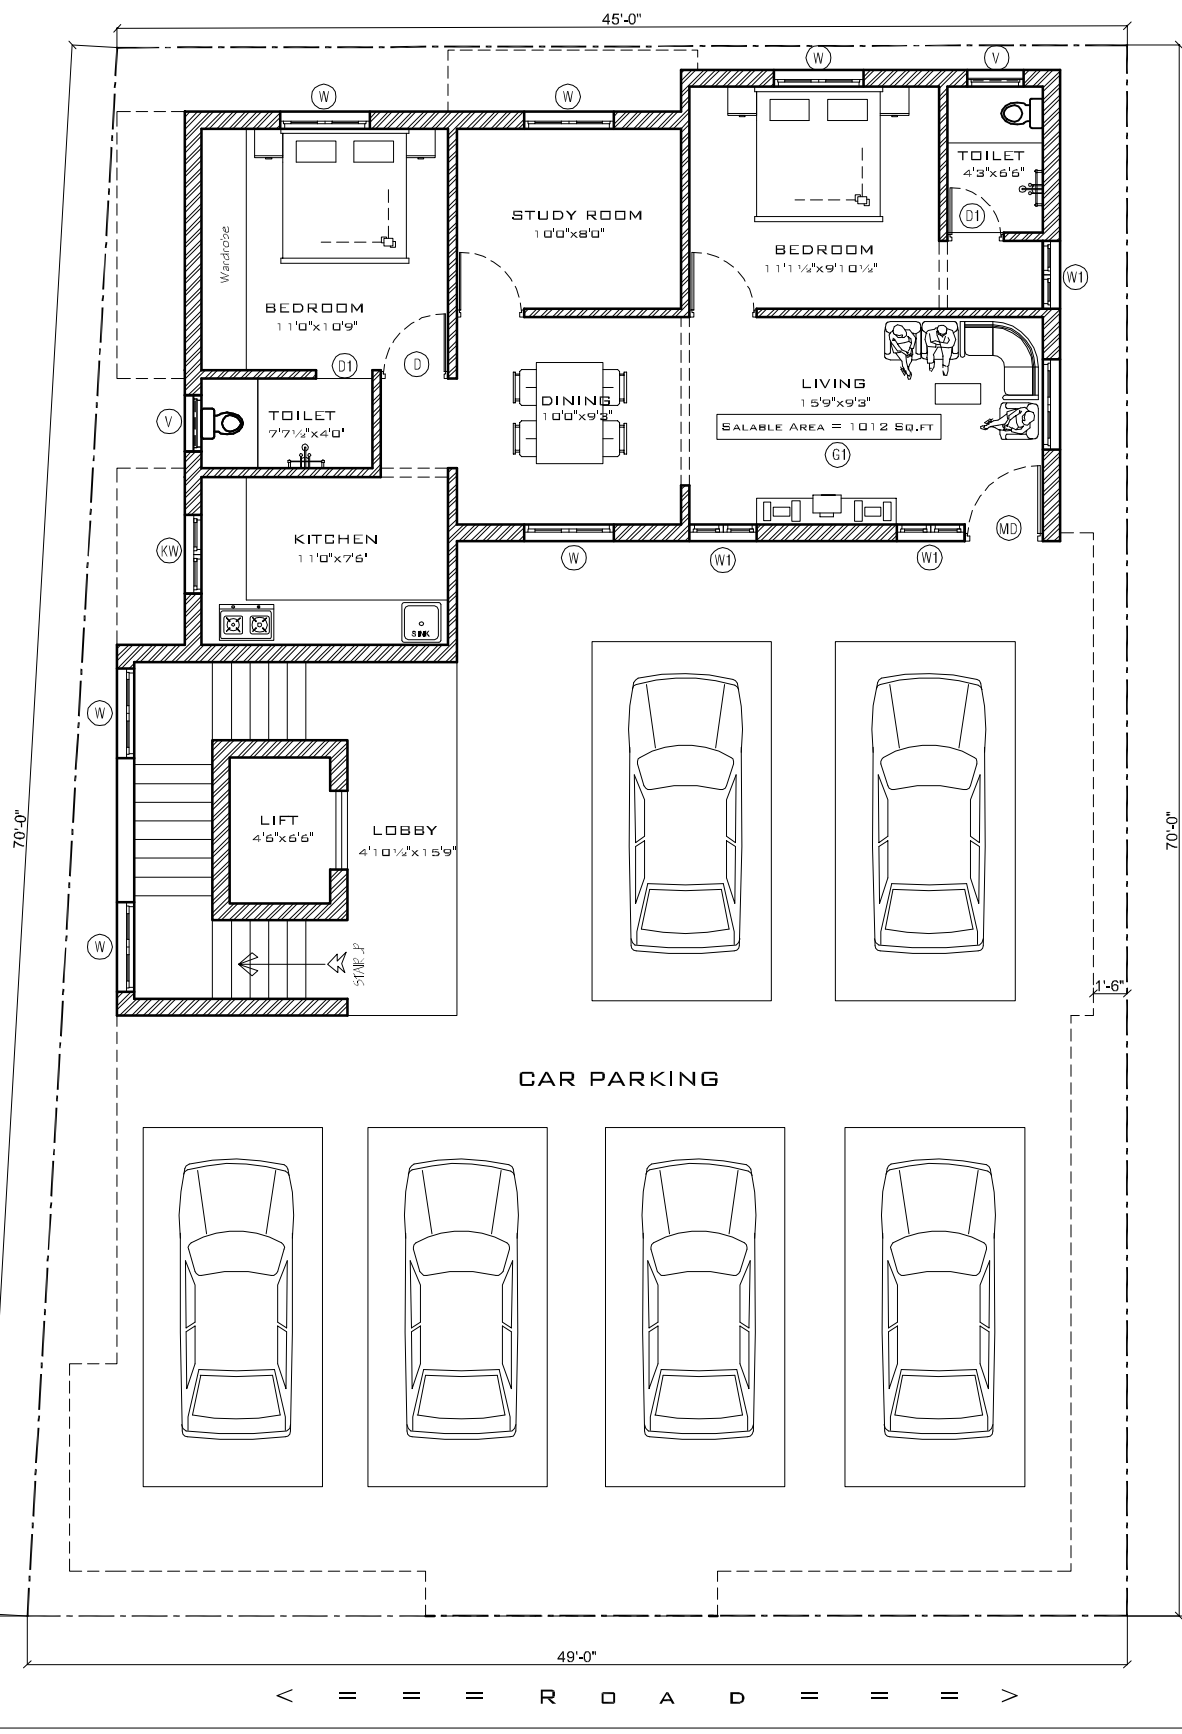 45'-0"
W
V
W
W
TOILET
4'3"x6'6"
D1
STUDY ROOM
10'0"x8'0"
Wardrobe
BEDROOM
11'1½"x9'10½"
W1
BEDROOM
11'0"x10'9"
D1
D
LIVING
15'9"x9'3"
DINING
10'0"x9'3"
V
TOILET
7'7½"x4'0"
SALABLE AREA = 1012 SQ.FT
G1
KITCHEN
11'0"x7'6"
KW
MD
W
W1
W1
SINK
W
70'-0"
LIFT
4'6"x6'6"
LOBBY
4'10½"x15'9"
70'-0"
W
STAIR UP
1'-6"
CAR PARKING
49'-0"
< = = = ROAD = = = >